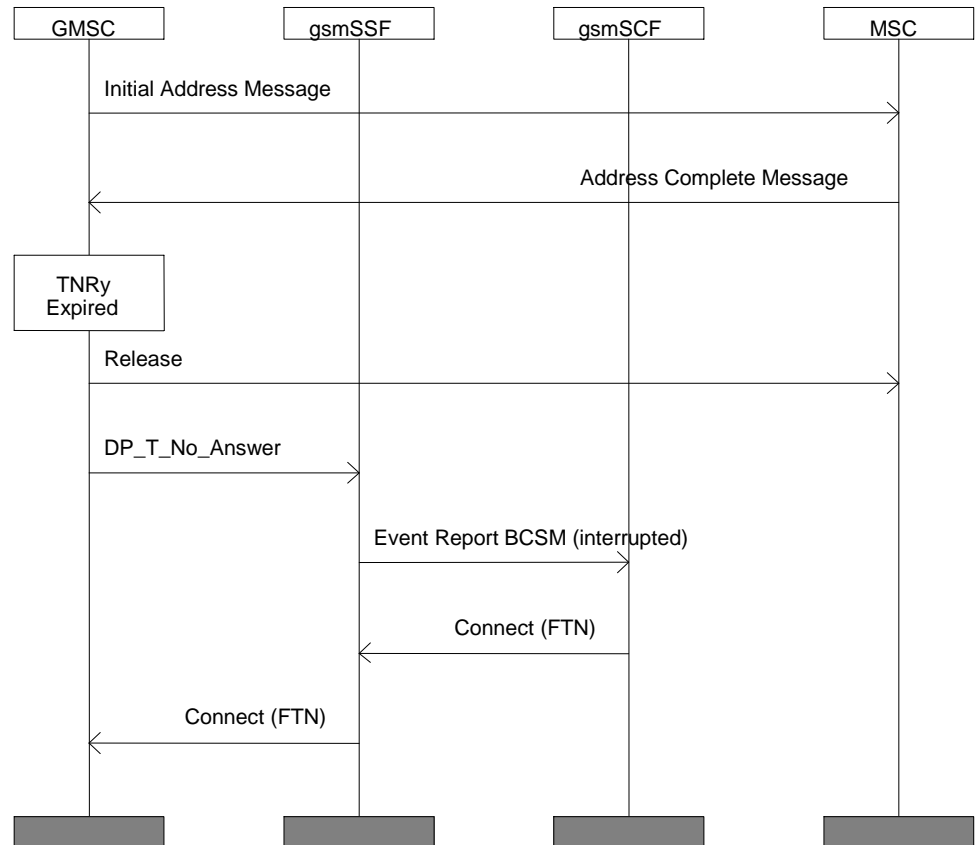 GMSC gsmSSF gsmSCF MSC
Initial Address Message
Address Complete Message
TNRy
Expired
Release
DP_T_No_Answer
Event Report BCSM (interrupted)
Connect (FTN)
Connect (FTN)